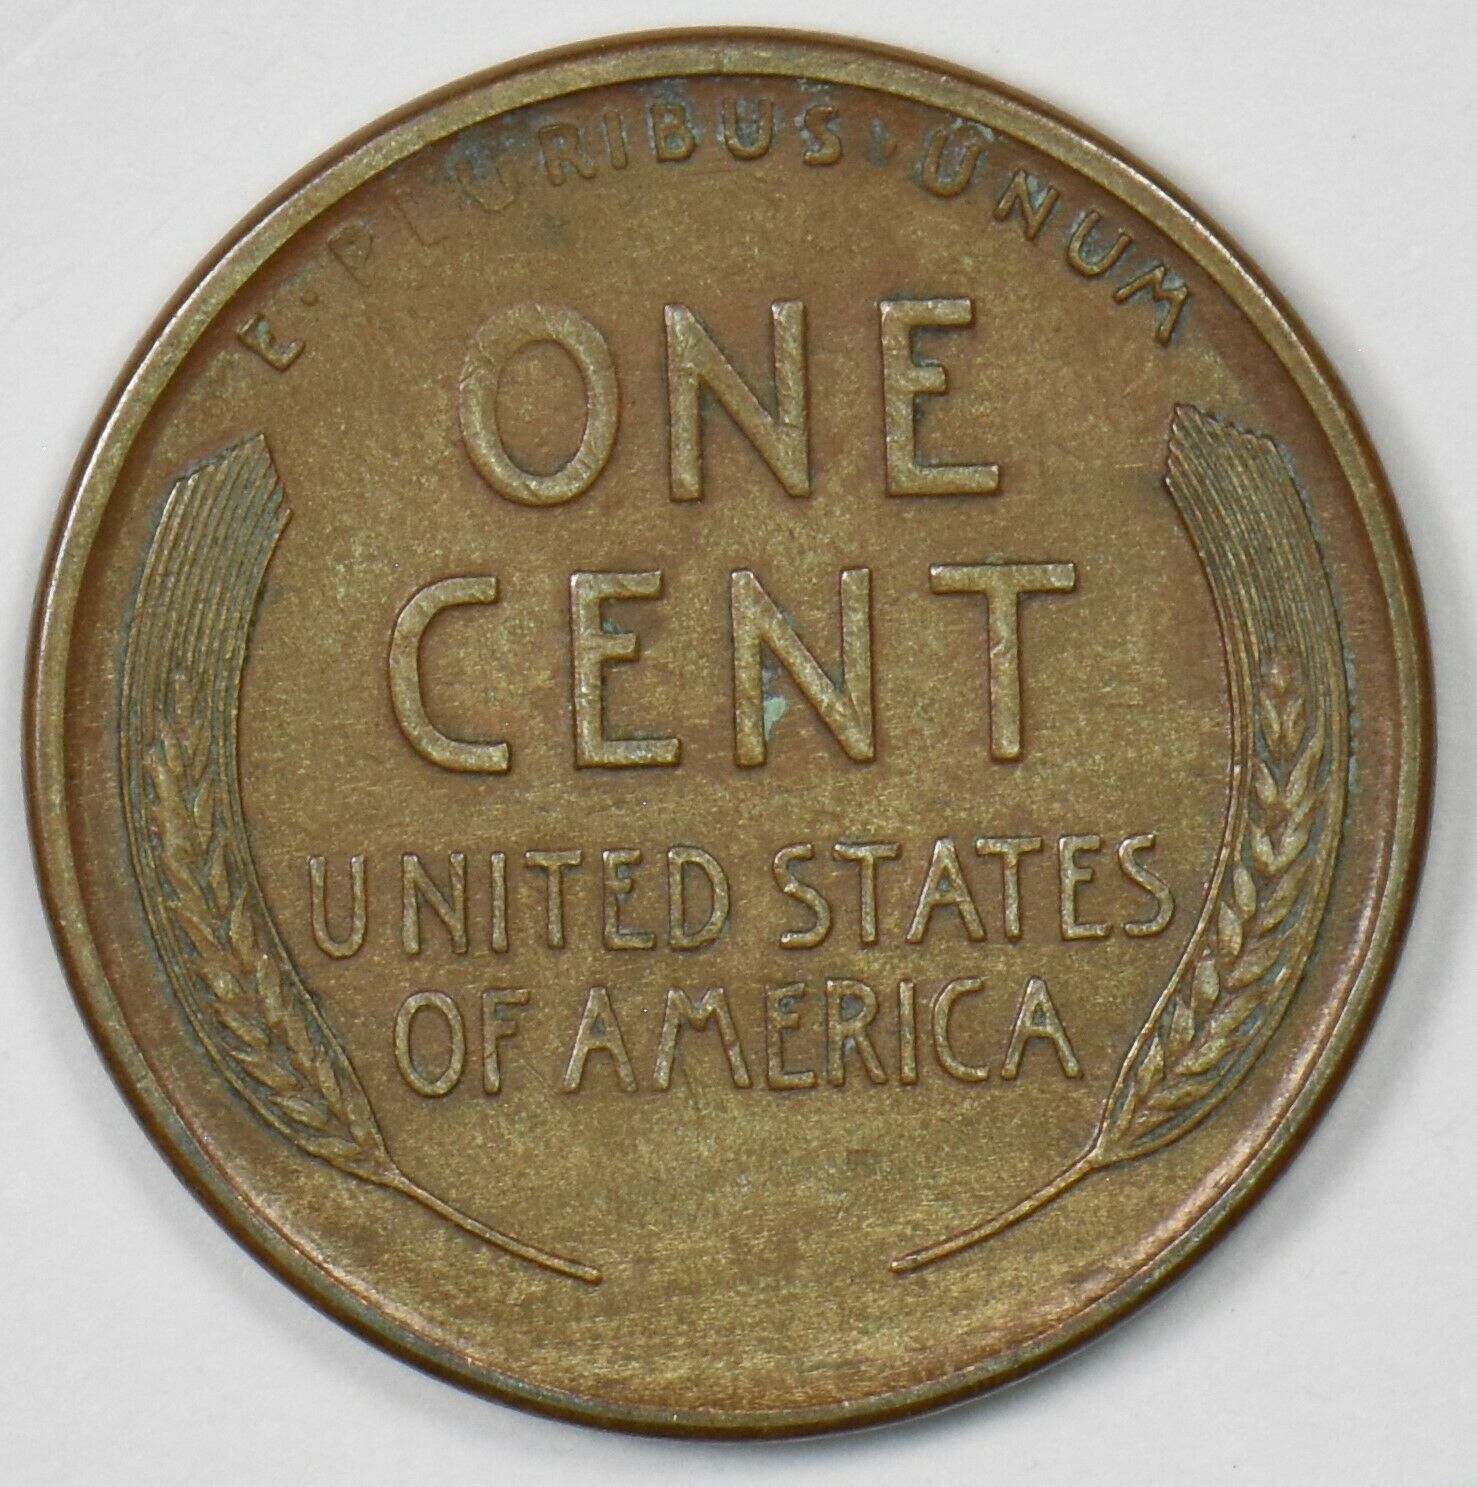 E · PLURIBUS · UNUM
ONE
CENT
UNITED STATES
OF AMERICA